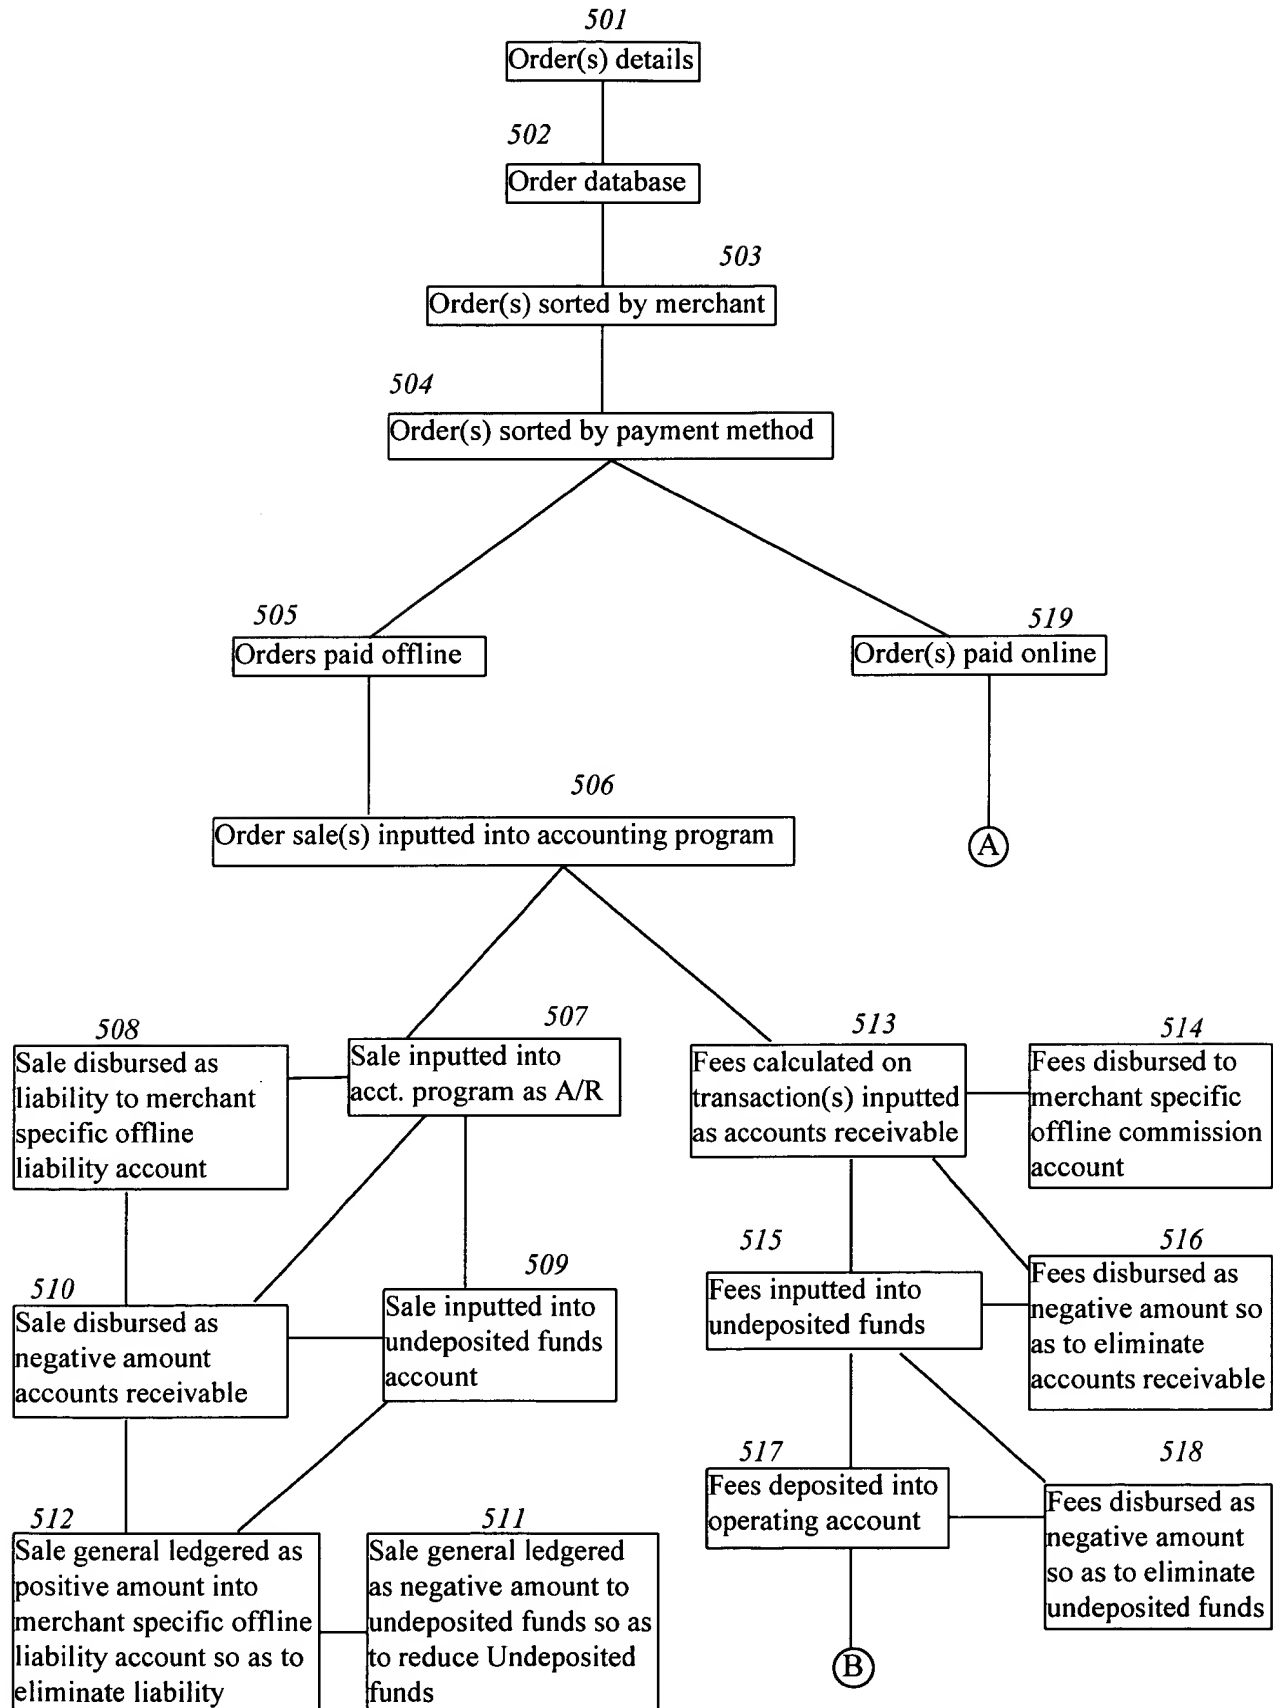 501
Order(s) details
502
Order database
503
Order(s) sorted by merchant
504
Order(s) sorted by payment method
505
Orders paid offline
519
Order(s) paid online
A
506
Order sale(s) inputted into accounting program
508
Sale disbursed as
liability to merchant
specific offline
liability account
507
Sale inputted into
acct. program as A/R
513
Fees calculated on
transaction(s) inputted
as accounts receivable
514
Fees disbursed to
merchant specific
offline commission
account
510
Sale disbursed as
negative amount
accounts receivable
509
Sale inputted into
undeposited funds
account
515
Fees inputted into
undeposited funds
516
Fees disbursed as
negative amount so
as to eliminate
accounts receivable
512
Sale general ledgered as
positive amount into
merchant specific offline
liability account so as to
eliminate liability
511
Sale general ledgered
as negative amount to
undeposited funds so as
to reduce Undeposited
funds
517
Fees deposited into
operating account
518
Fees disbursed as
negative amount
so as to eliminate
undeposited funds
B